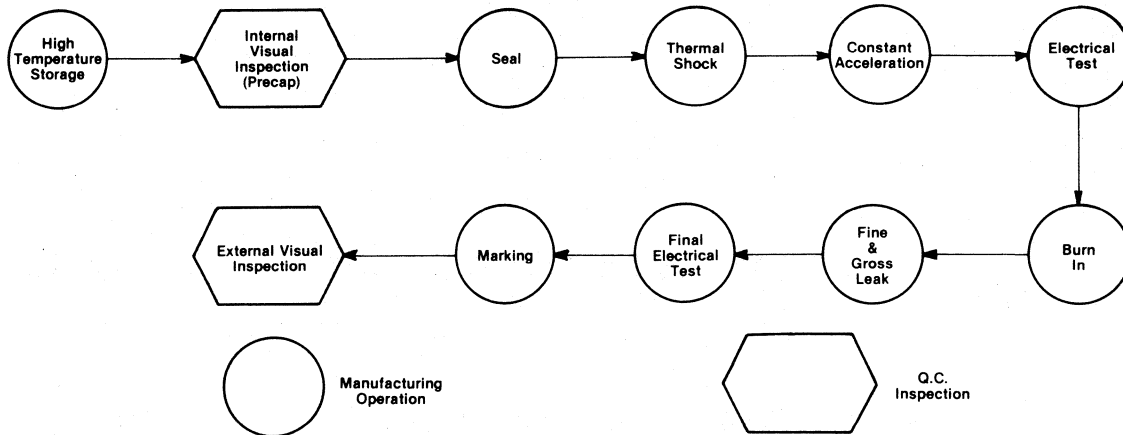 High
Temperature
Storage
Internal
Visual
Inspection
(Precap)
Seal
Thermal
Shock
Constant
Acceleration
Electrical
Test
External Visual
Inspection
Marking
Final
Electrical
Test
Fine
&
Gross
Leak
Burn
In
Manufacturing
Operation
Q.C.
Inspection